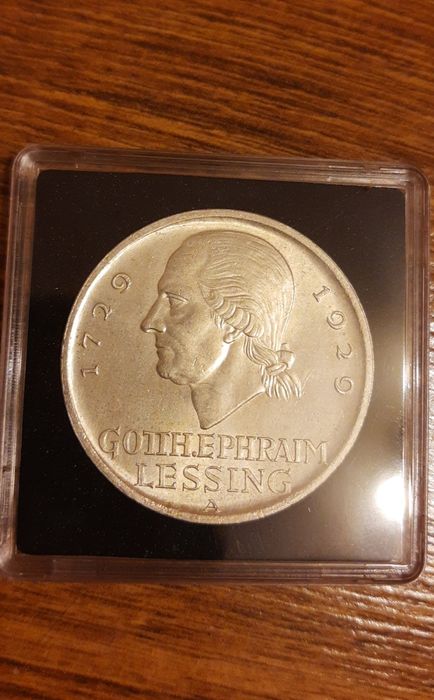 1729
1929
GOTTH.EPHRAIM
LESSING
A